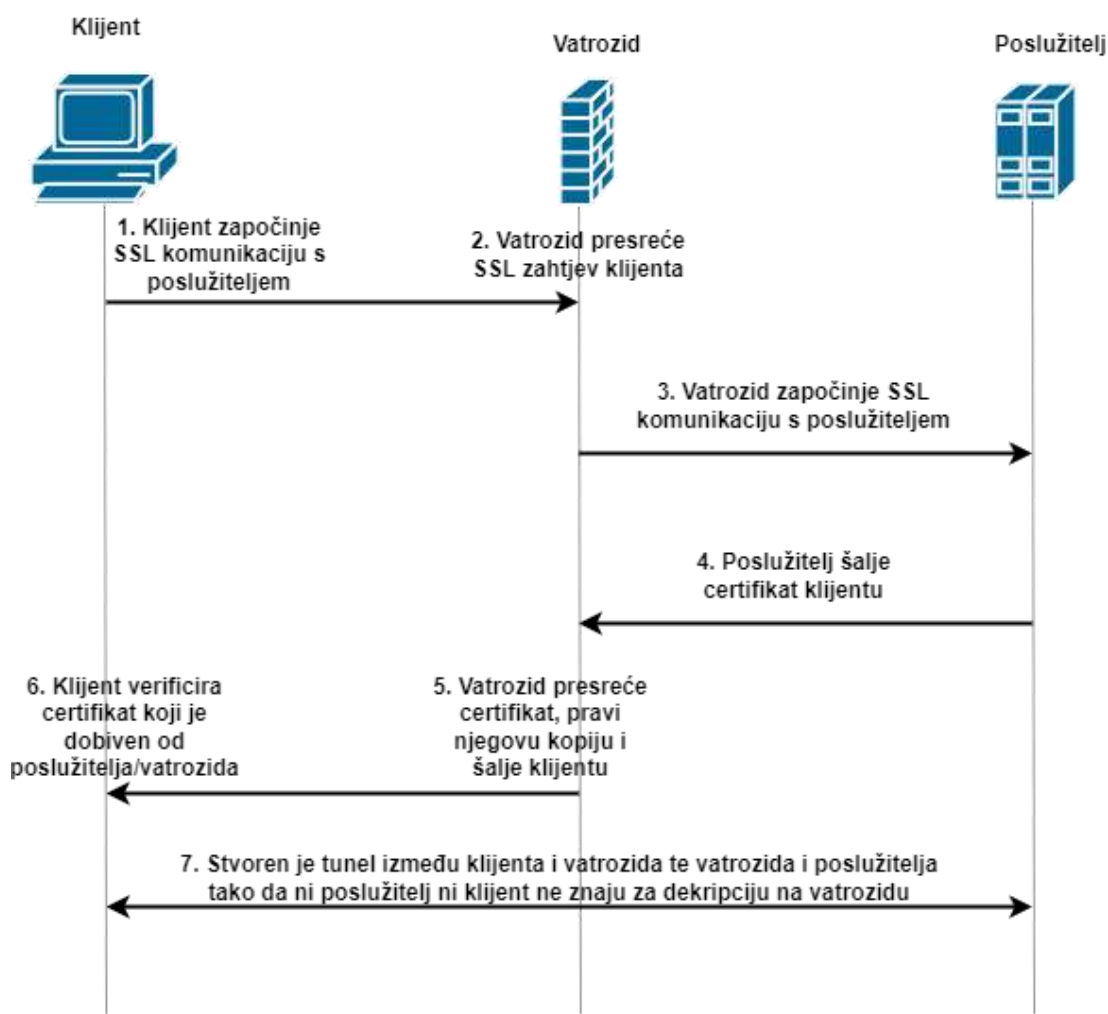 Klijent
Vatrozid
Poslužitelj
1. Klijent započinje
SSL komunikaciju s
poslužiteljem
2. Vatrozid presreće
SSL zahtjev klijenta
3. Vatrozid započinje SSL
komunikaciju s poslužiteljem
4. Poslužitelj šalje
certifikat klijentu
5. Vatrozid presreće
certifikat, pravi
njegovu kopiju i
šalje klijentu
6. Klijent verificira
certifikat koji je
dobiven od
poslužitelja/vatrozida
7. Stvoren je tunel između klijenta i vatrozida te vatrozida i poslužitelja
tako da ni poslužitelj ni klijent ne znaju za dekripciju na vatrozidu